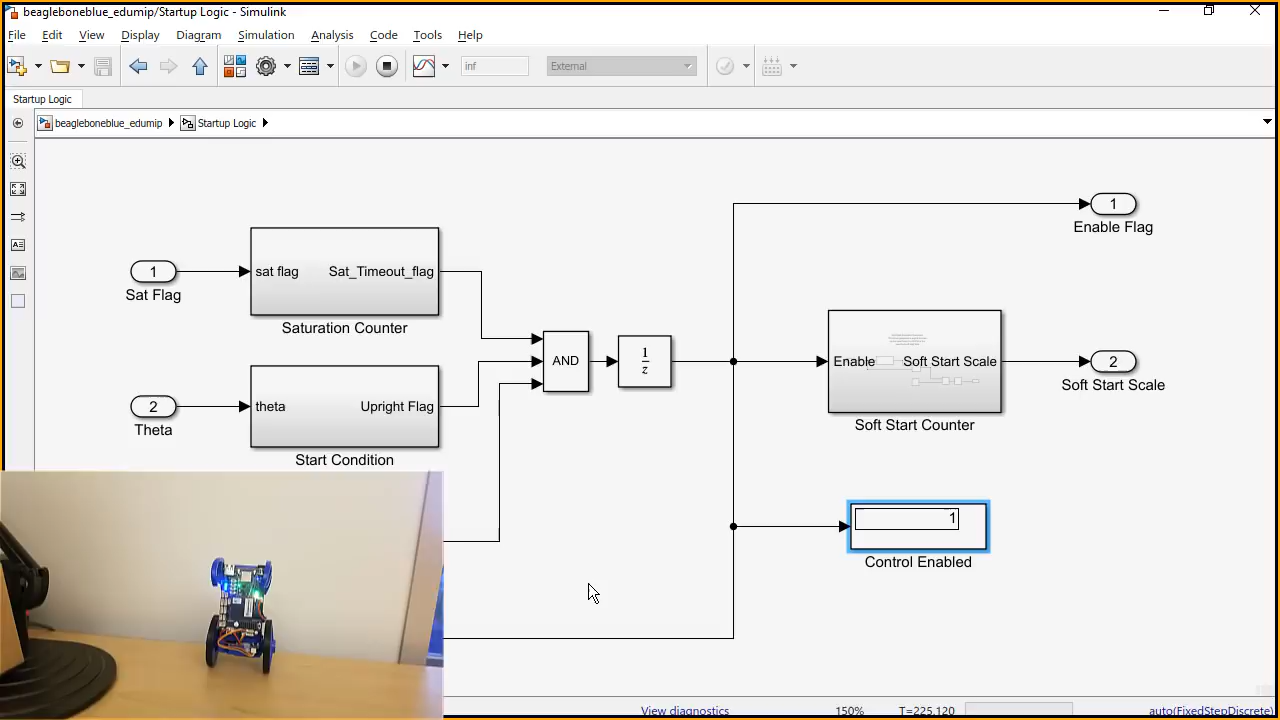 beagleboneblue_edumip/Startup Logic - Simulink
File Edit View Display Diagram Simulation Analysis Code Tools Help
inf
External
Startup Logic
beagleboneblue_edumip Startup Logic
1
Enable Flag
1
Sat Flag
sat flag Sat_Timeout_flag
Saturation Counter
AND
1
z
Enable Soft Start Scale
Soft Start Counter
2
Soft Start Scale
2
Theta
theta Upright Flag
Start Condition
1
Control Enabled
View diagnostics 150% T=225.120 auto(FixedStepDiscrete)